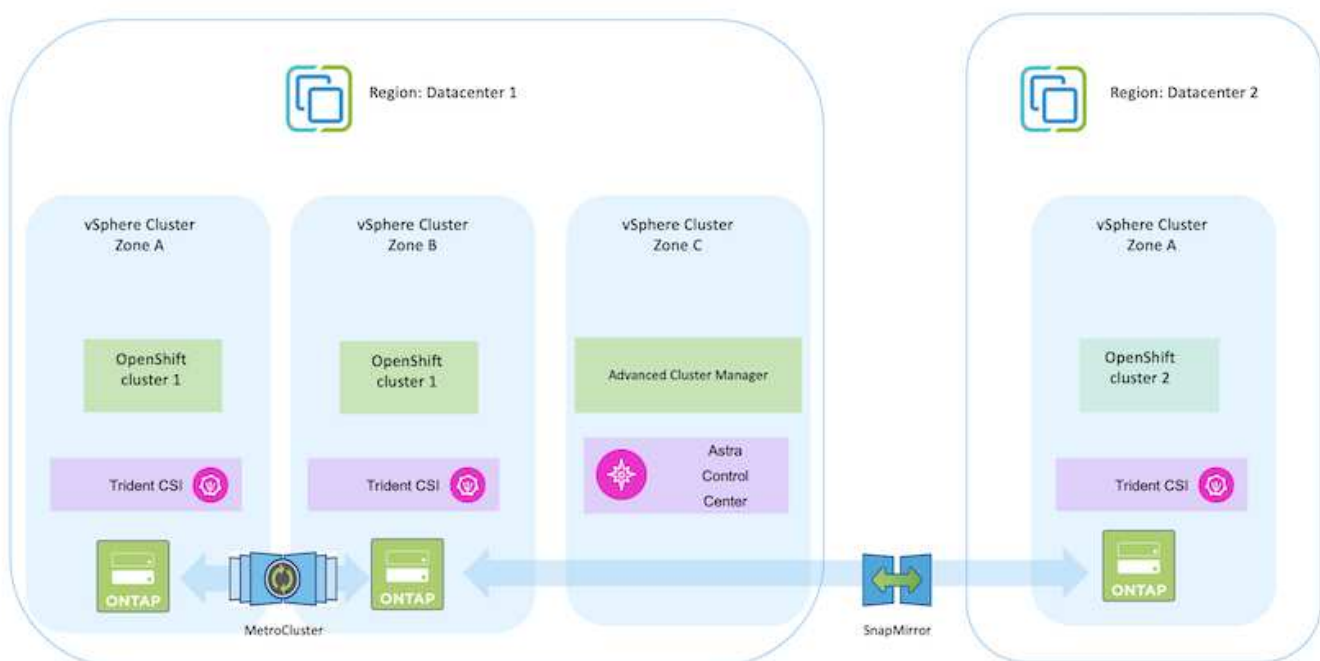 Region: Datacenter 1
Region: Datacenter 2
vSphere Cluster
Zone A
vSphere Cluster
Zone B
vSphere Cluster
Zone C
vSphere Cluster
Zone A
OpenShift
cluster 1
OpenShift
cluster 1
Advanced Cluster Manager
OpenShift
cluster 2
Trident CSI
Trident CSI
Astra
Control
Center
Trident CSI
ONTAP
ONTAP
ONTAP
MetroCluster
SnapMirror